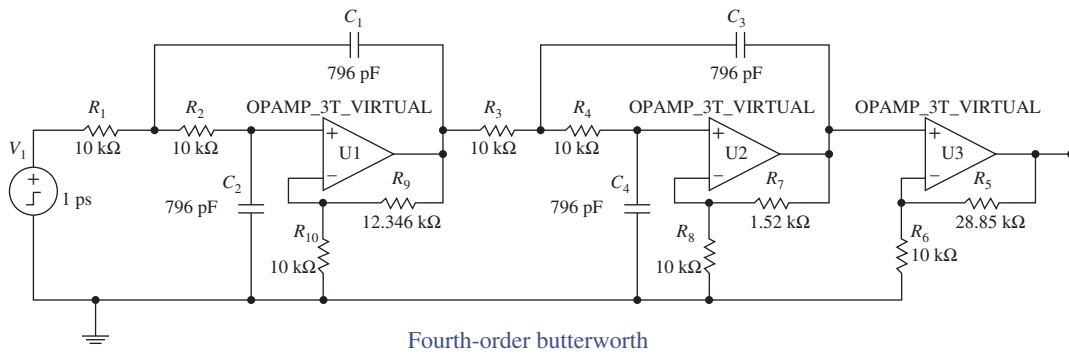 C1
796 pF
C3
796 pF
R1
10 kΩ
R2
10 kΩ
OPAMP_3T_VIRTUAL
+
U1
−
R3
10 kΩ
R4
10 kΩ
OPAMP_3T_VIRTUAL
+
U2
−
OPAMP_3T_VIRTUAL
+
U3
−
V1
+
1 ps
C2
796 pF
R9
12.346 kΩ
R10
10 kΩ
C4
796 pF
R7
1.52 kΩ
R8
10 kΩ
R5
28.85 kΩ
R6
10 kΩ
Fourth-order butterworth